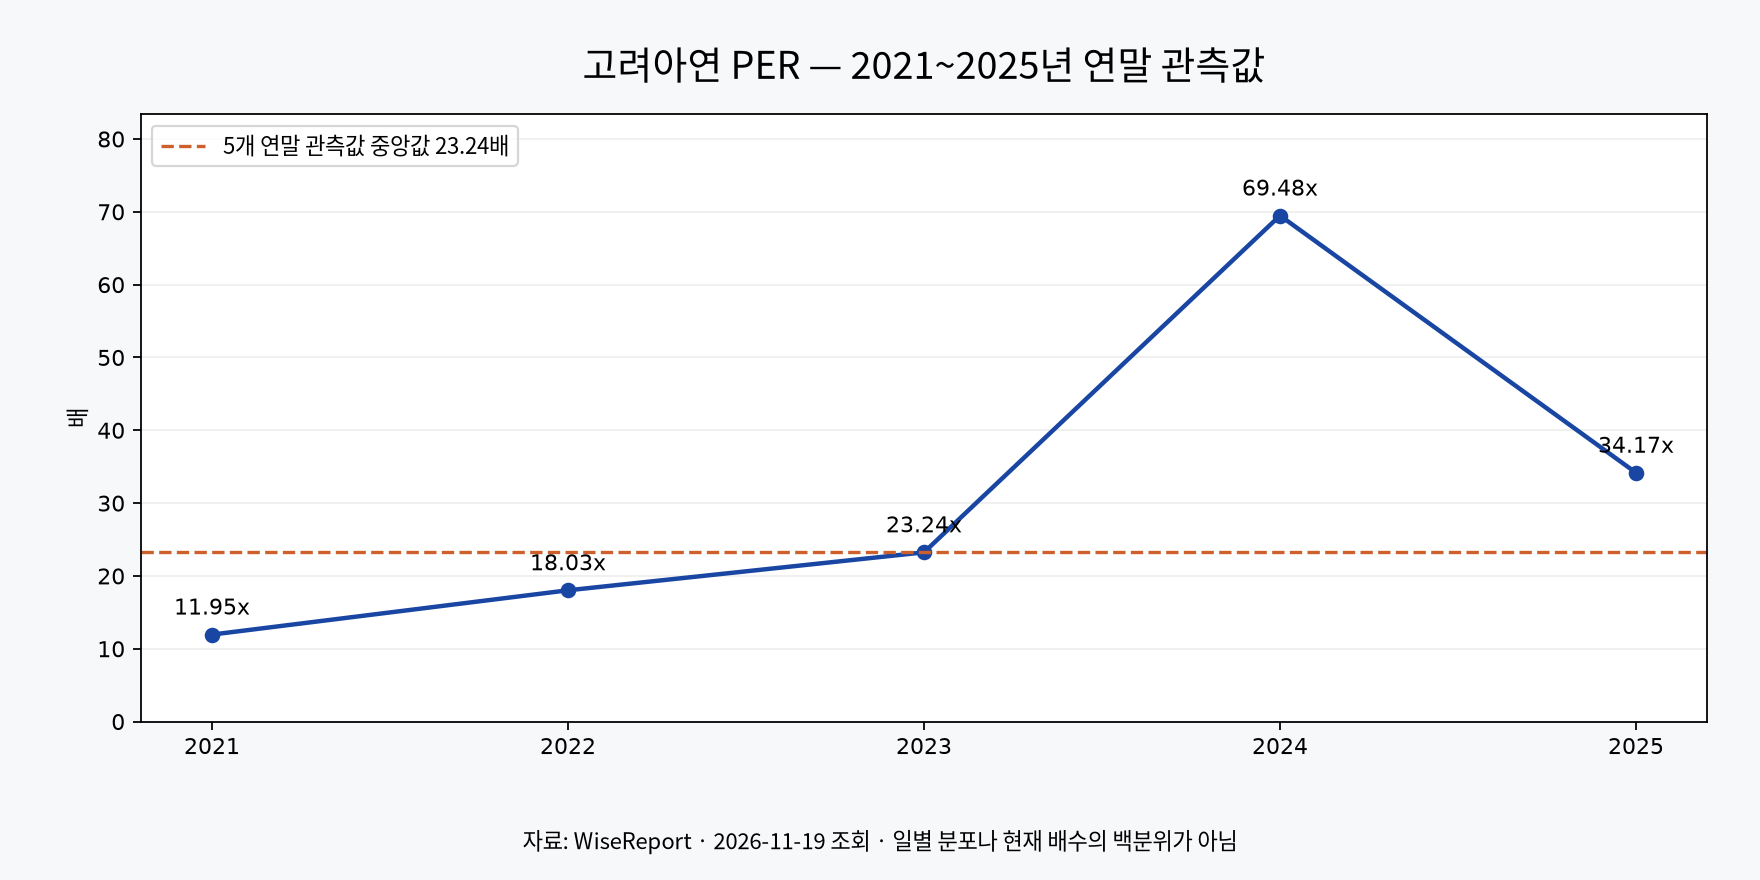 고려아연 PER — 2021~2025년 연말 관측값
5개 연말 관측값 중앙값 23.24배
배
80
70
60
50
40
30
20
10
0
11.95x
18.03x
23.24x
69.48x
34.17x
2021
2022
2023
2024
2025
자료: WiseReport · 2026-11-19 조회 · 일별 분포나 현재 배수의 백분위가 아님